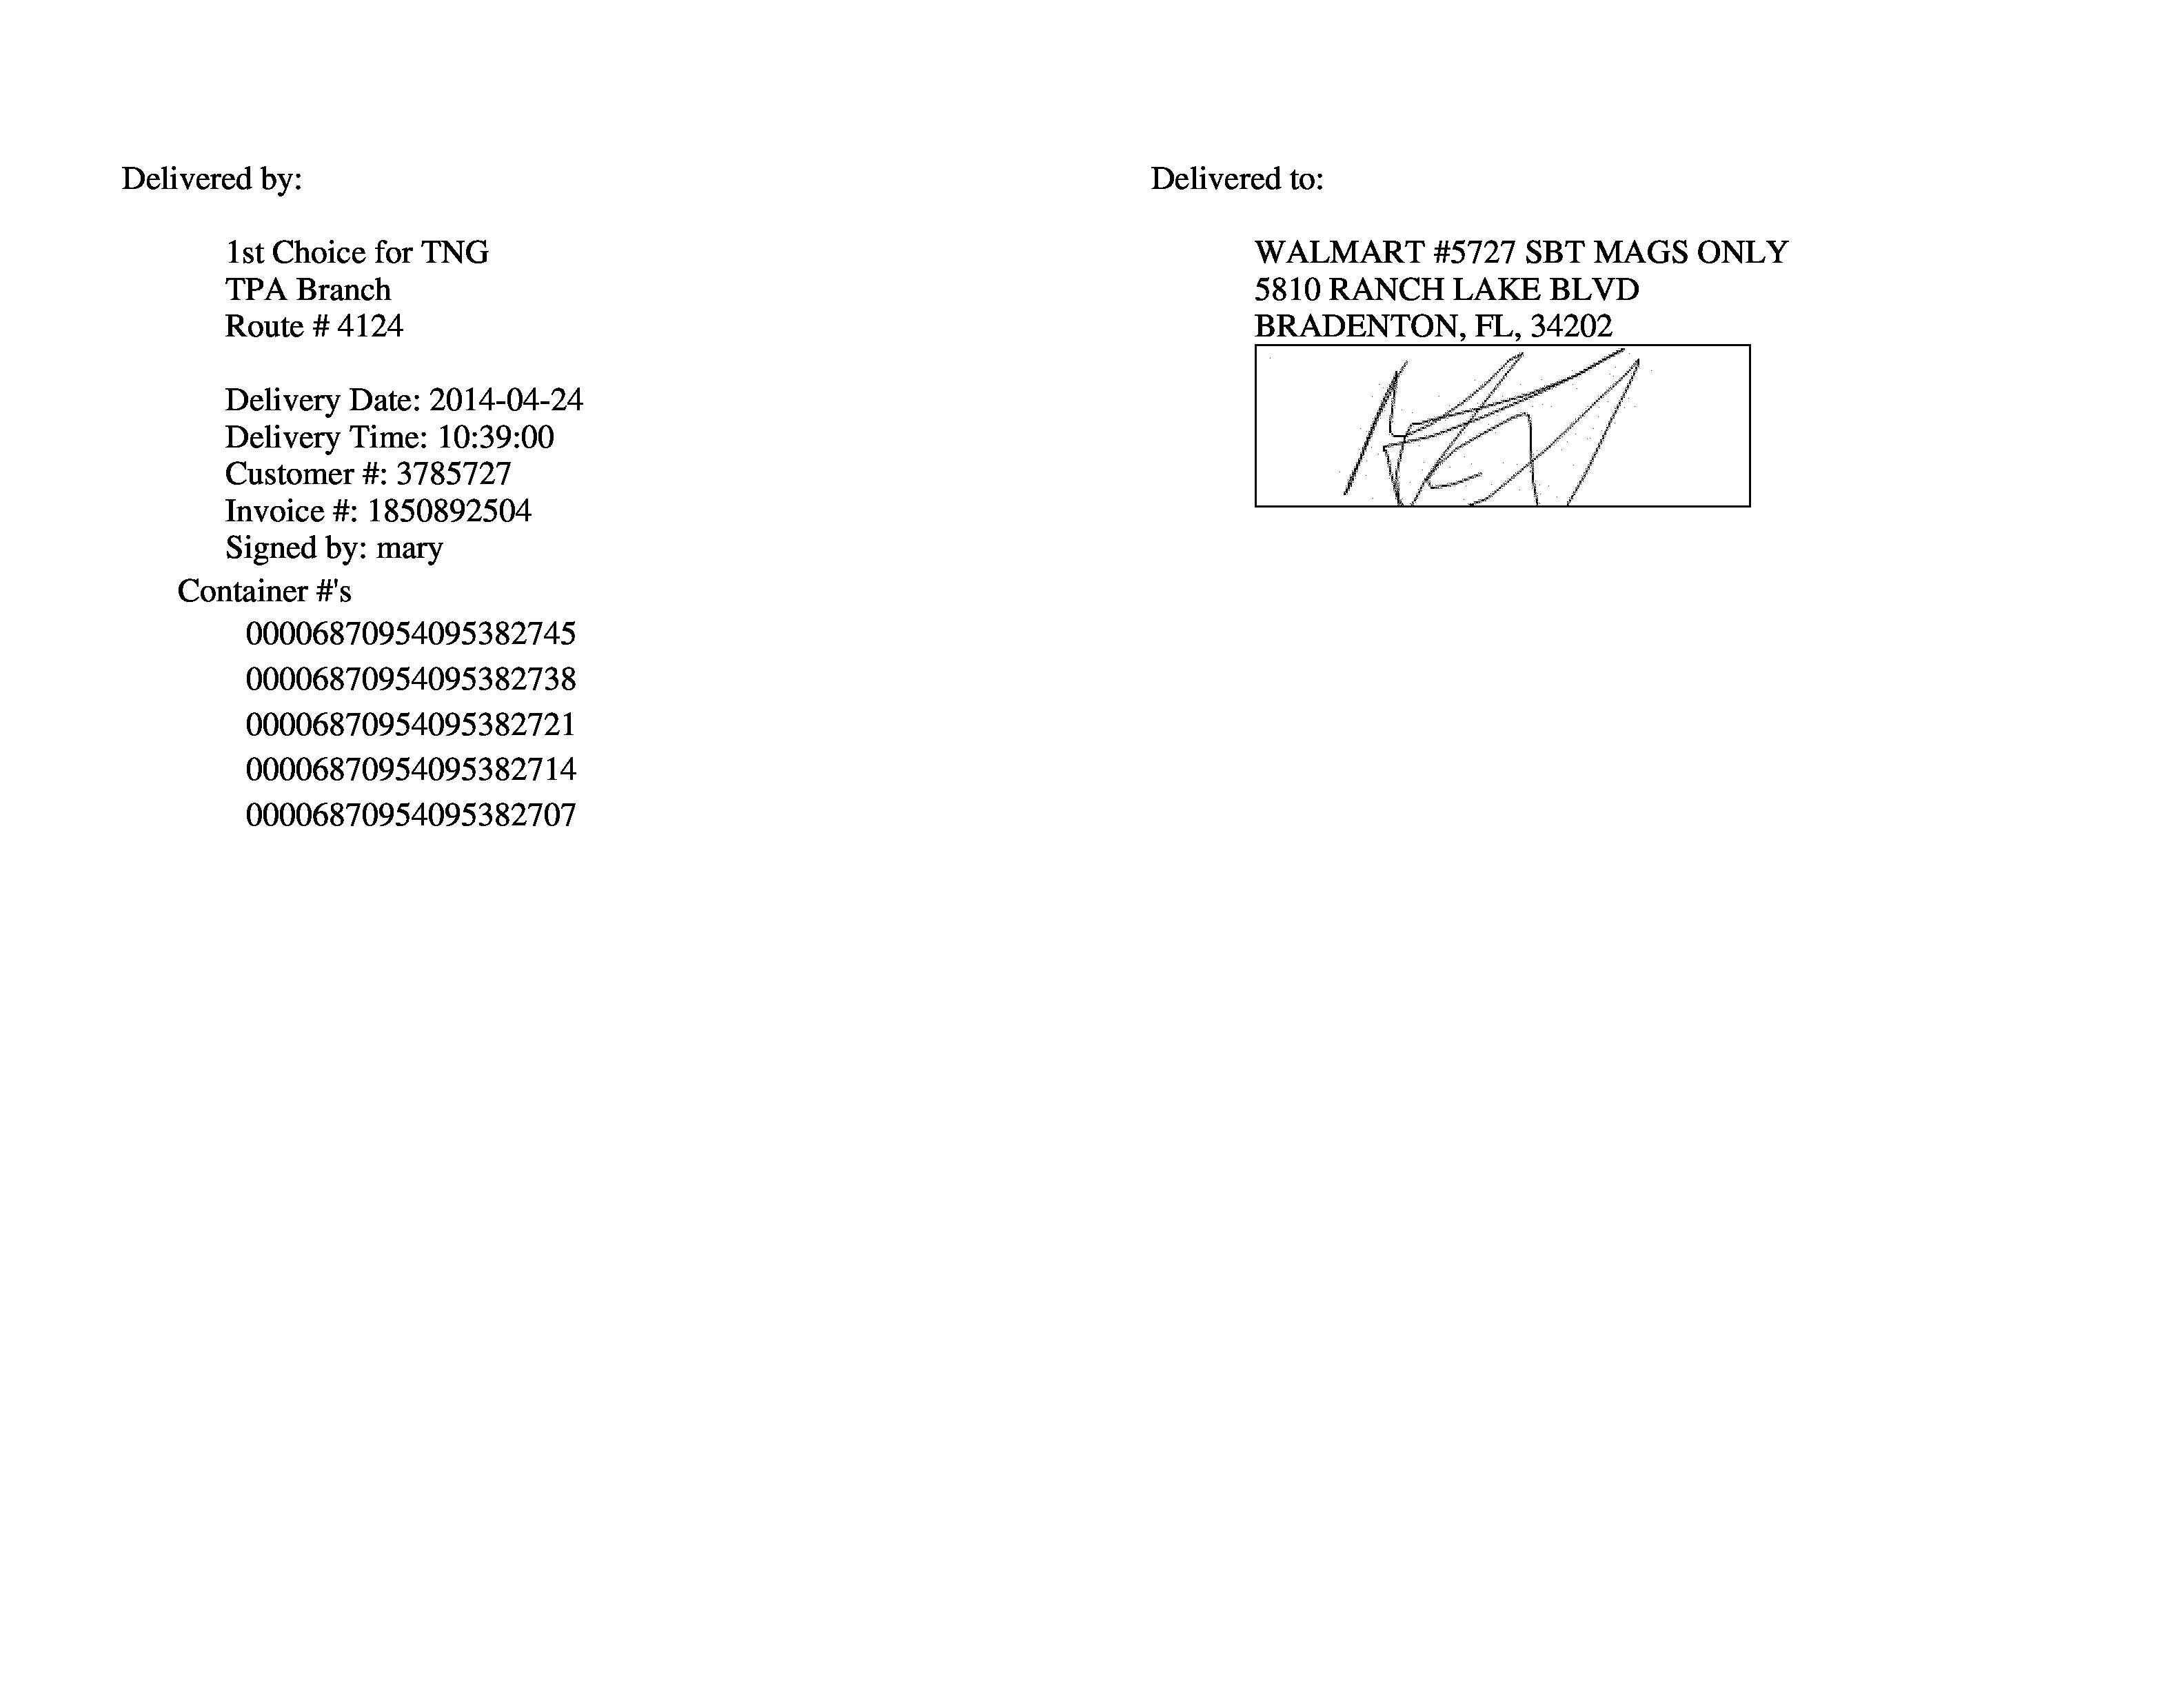 Delivered by:
1st Choice for TNG
TPA Branch
Route # 4124
Delivery Date: 2014-04-24
Delivery Time: 10:39:00
Customer #: 3785727
Invoice #: 1850892504
Signed by: mary
Container #'s
00006870954095382745
00006870954095382738
00006870954095382721
00006870954095382714
00006870954095382707
Delivered to:
WALMART #5727 SBT MAGS ONLY
5810 RANCH LAKE BLVD
BRADENTON, FL, 34202